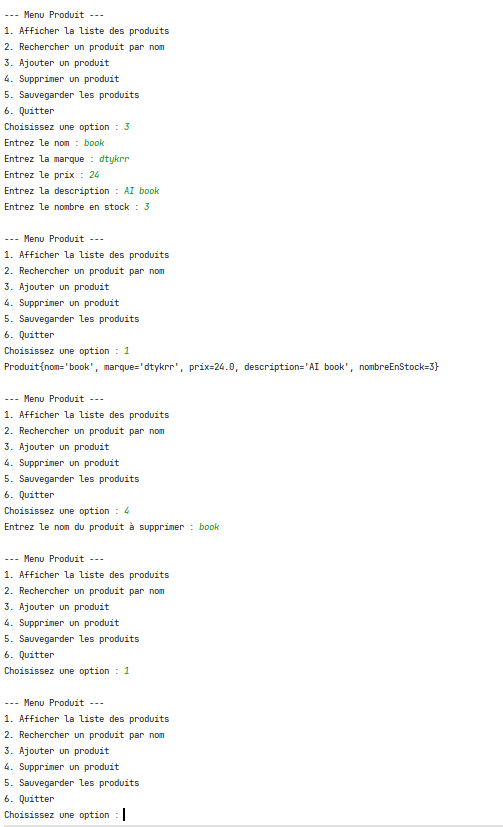 --- Menu Produit ---
1. Afficher la liste des produits
2. Rechercher un produit par nom
3. Ajouter un produit
4. Supprimer un produit
5. Sauvegarder les produits
6. Quitter
Choisissez une option : 3
Entrez le nom : book
Entrez la marque : dtykrr
Entrez le prix : 24
Entrez la description : AI book
Entrez le nombre en stock : 3
--- Menu Produit ---
1. Afficher la liste des produits
2. Rechercher un produit par nom
3. Ajouter un produit
4. Supprimer un produit
5. Sauvegarder les produits
6. Quitter
Choisissez une option : 1
Produit{nom='book', marque='dtykrr', prix=24.0, description='AI book', nombreEnStock=3}
--- Menu Produit ---
1. Afficher la liste des produits
2. Rechercher un produit par nom
3. Ajouter un produit
4. Supprimer un produit
5. Sauvegarder les produits
6. Quitter
Choisissez une option : 4
Entrez le nom du produit à supprimer : book
--- Menu Produit ---
1. Afficher la liste des produits
2. Rechercher un produit par nom
3. Ajouter un produit
4. Supprimer un produit
5. Sauvegarder les produits
6. Quitter
Choisissez une option : 1
--- Menu Produit ---
1. Afficher la liste des produits
2. Rechercher un produit par nom
3. Ajouter un produit
4. Supprimer un produit
5. Sauvegarder les produits
6. Quitter
Choisissez une option :